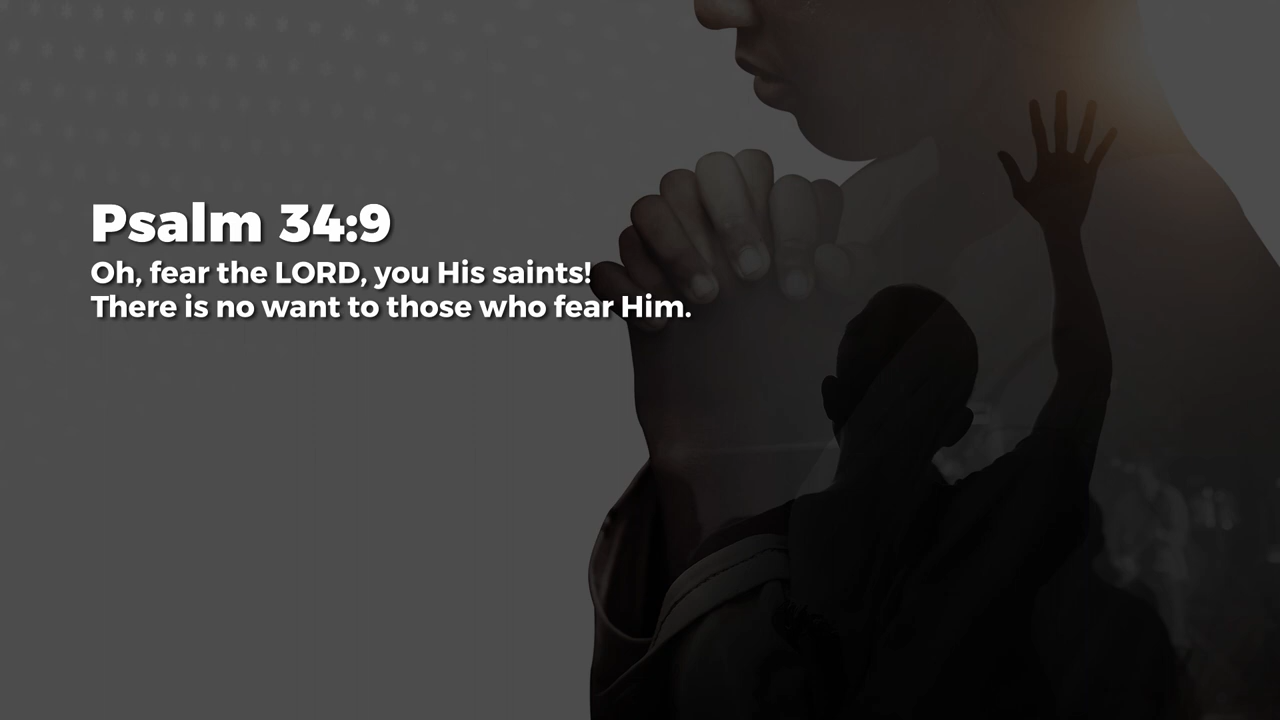 Psalm 34:9
Oh, fear the LORD, you His saints!
There is no want to those who fear Him.